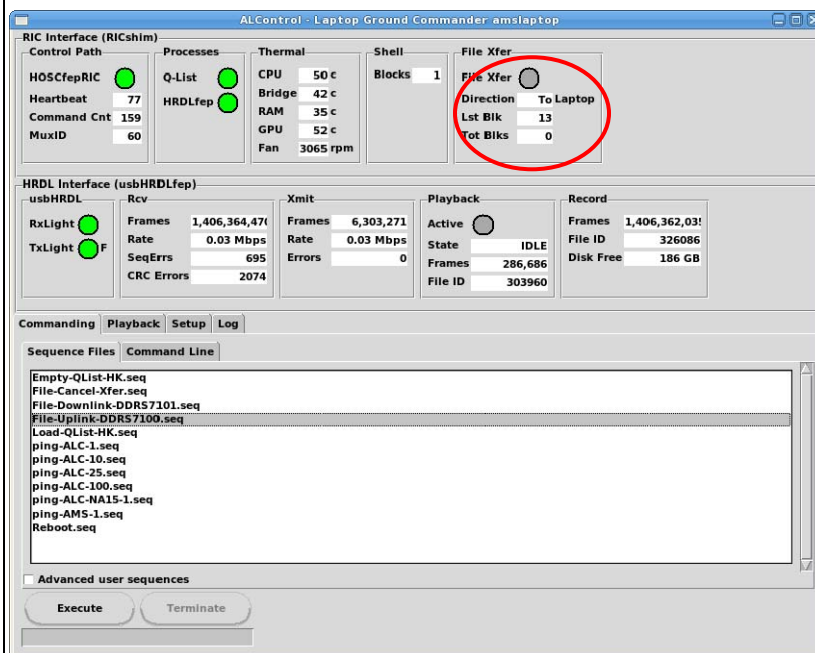 ALControl - Laptop Ground Commander amslaptop
RIC Interface (RICshim)
Control Path Processes Thermal Shell File Xfer
HOSCfepRIC Q-List CPU 50 c Blocks 1 File Xfer
Heartbeat 77 HRDLfep Bridge 42 c Direction To Laptop
Command Cnt 159 RAM 35 c Lst Blk 13
MuxID 60 GPU 52 c Tot Blks 0
Fan 3065 rpm
HRDL Interface (usbHRDLfep)
usbHRDL Rcv Xmit Playback Record
RxLight Frames 1,406,364,470 Frames 6,303,271 Active Frames 1,406,362,035
TxLight F Rate 0.03 Mbps Rate 0.03 Mbps State IDLE File ID 326086
SeqErrs 695 Errors 0 Frames 286,686 Disk Free 186 GB
CRC Errors 2074 File ID 303960
Commanding Playback Setup Log
Sequence Files Command Line
Empty-QList-HK.seq
File-Cancel-Xfer.seq
File-Downlink-DDRS7101.seq
File-Uplink-DDRS7100.seq
Load-QList-HK.seq
ping-ALC-1.seq
ping-ALC-10.seq
ping-ALC-25.seq
ping-ALC-100.seq
ping-ALC-NA15-1.seq
ping-AMS-1.seq
Reboot.seq
Advanced user sequences
Execute Terminate